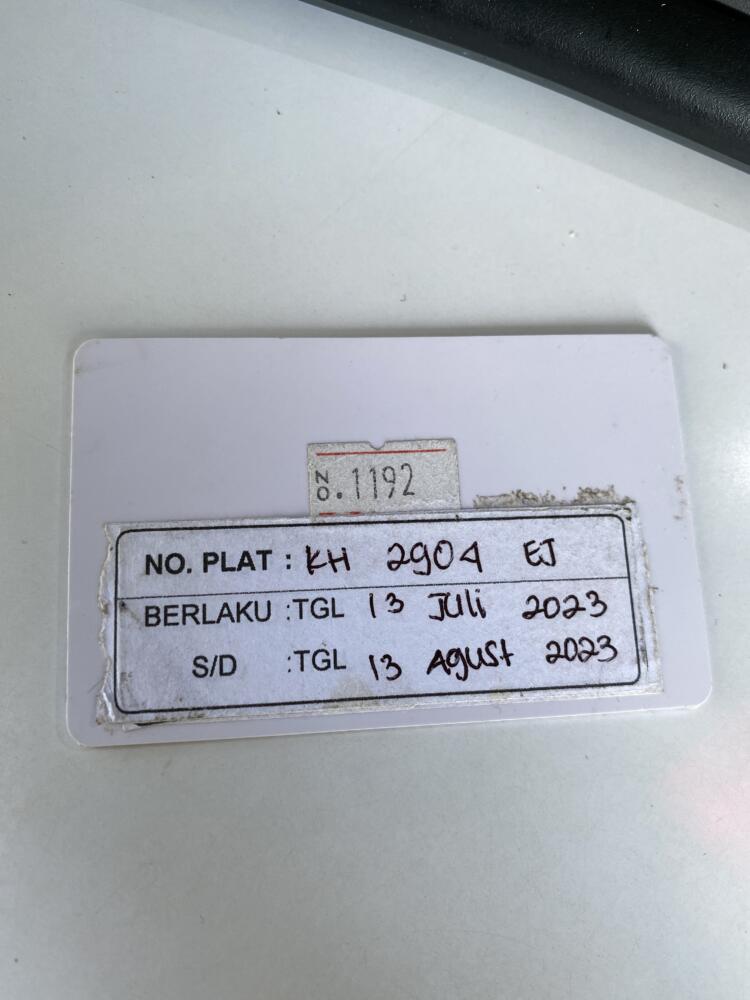 NO. 1192
NO. PLAT : KH 2904 EJ
BERLAKU :TGL 13 JULi 2023
S/D :TGL 13 AgUSt 2023